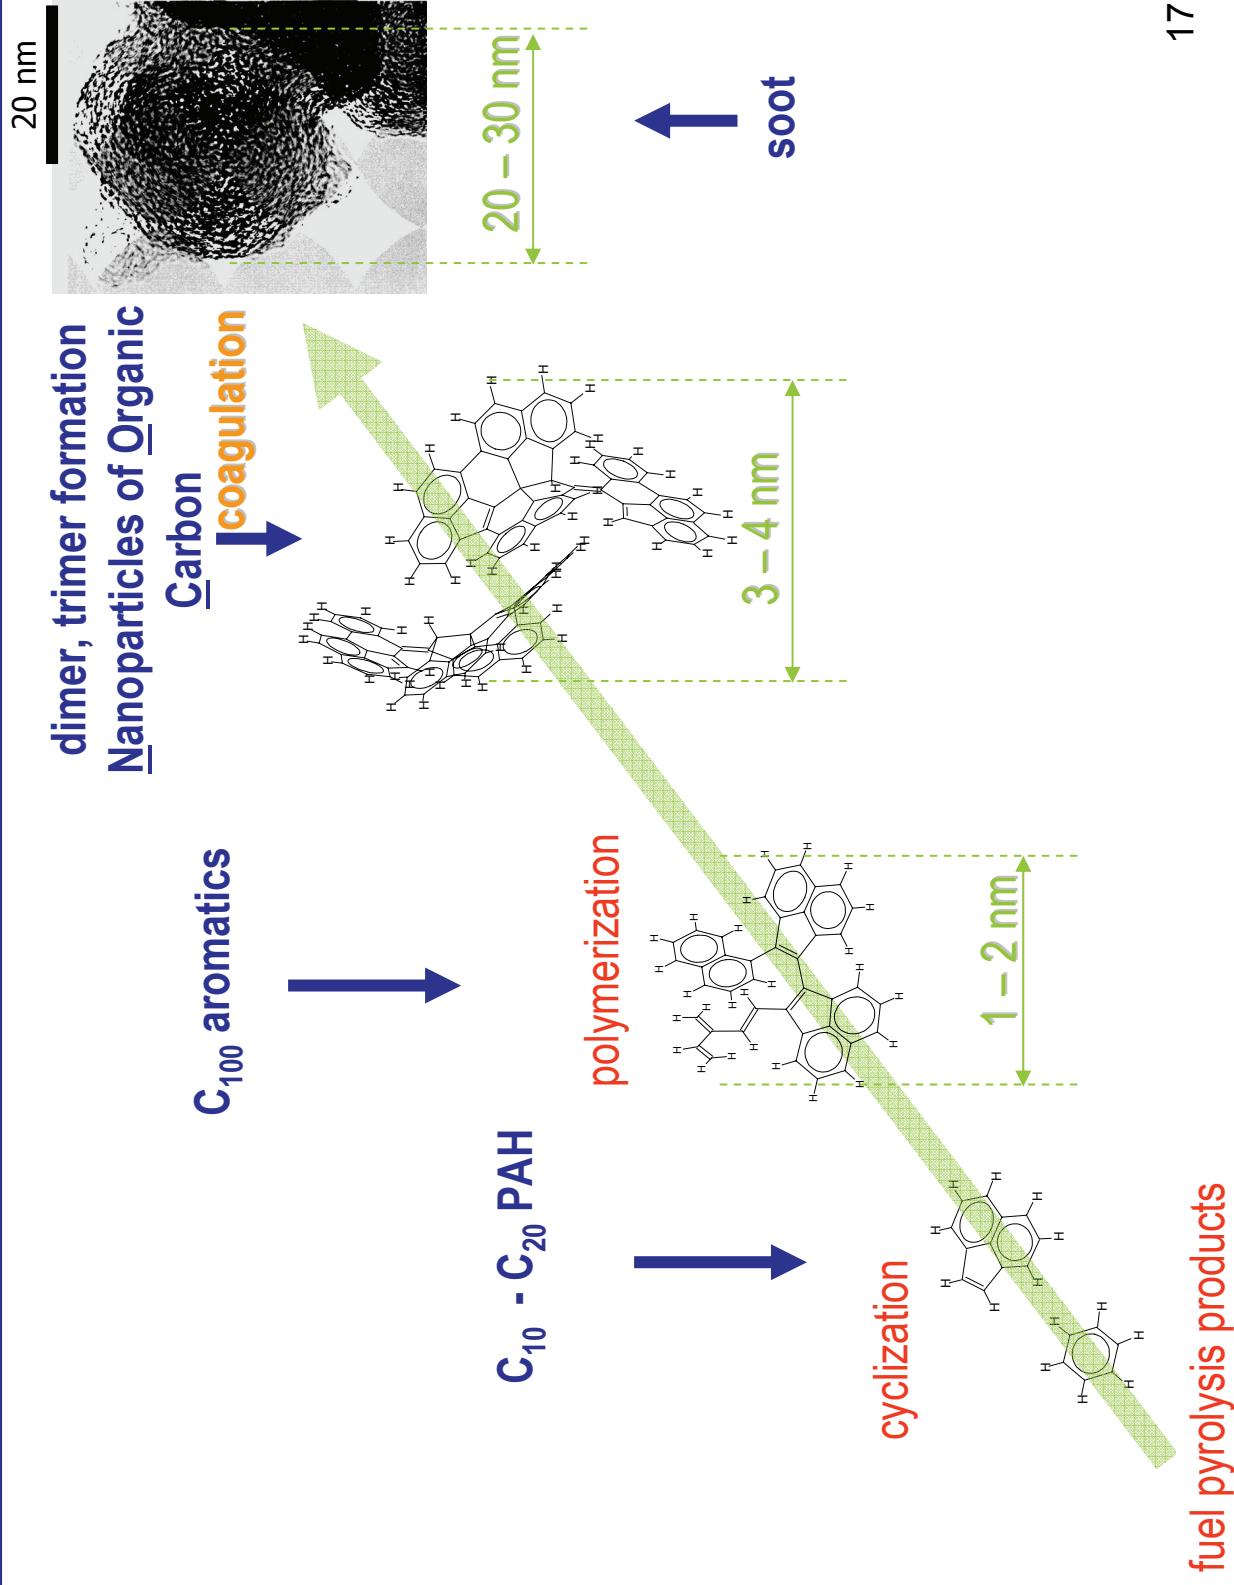 20 nm
dimer, trimer formation
Nanoparticles of Organic
Carbon
coagulation
20 – 30 nm
soot
C₁₀₀ aromatics
polymerization
3 – 4 nm
C₁₀ - C₂₀ PAH
cyclization
1 – 2 nm
fuel pyrolysis products
17